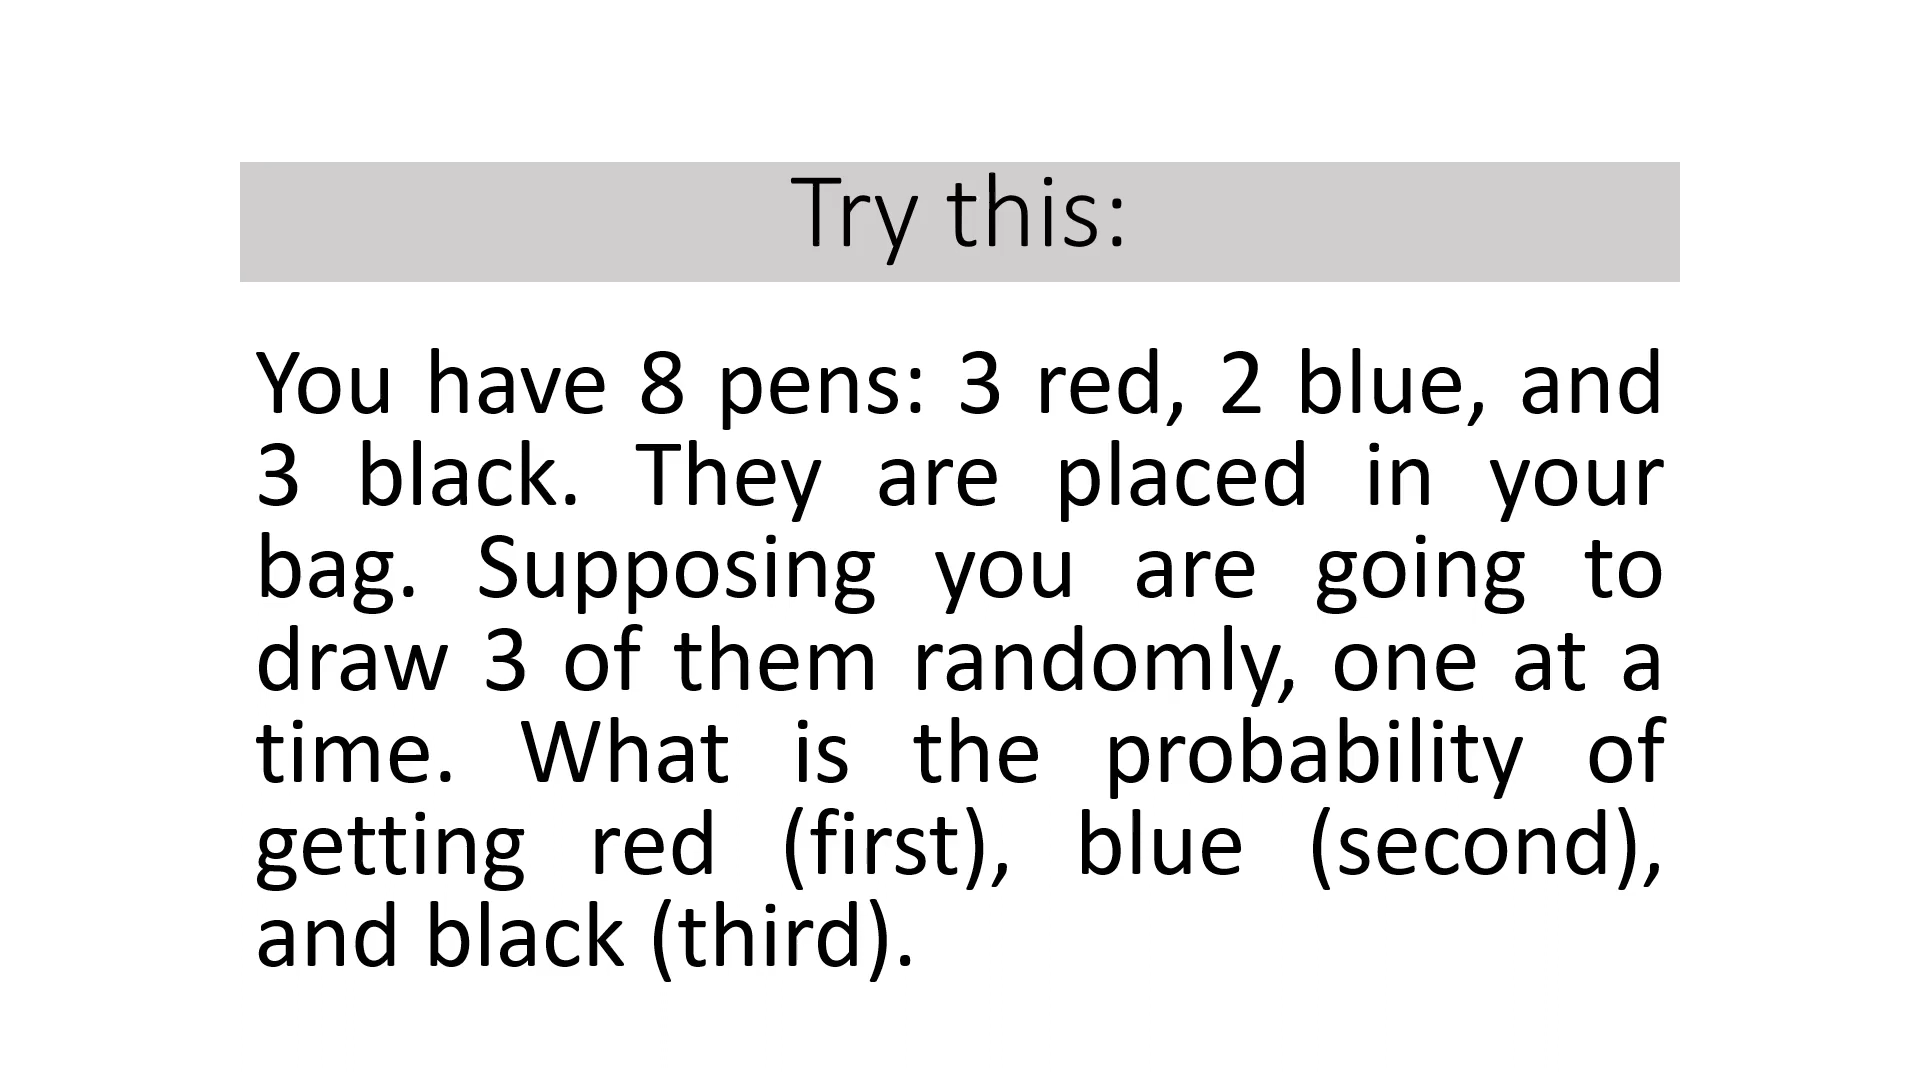 Try this:
You have 8 pens: 3 red, 2 blue, and
3 black. They are placed in your
bag. Supposing you are going to
draw 3 of them randomly, one at a
time. What is the probability of
getting red (first), blue (second),
and black (third).